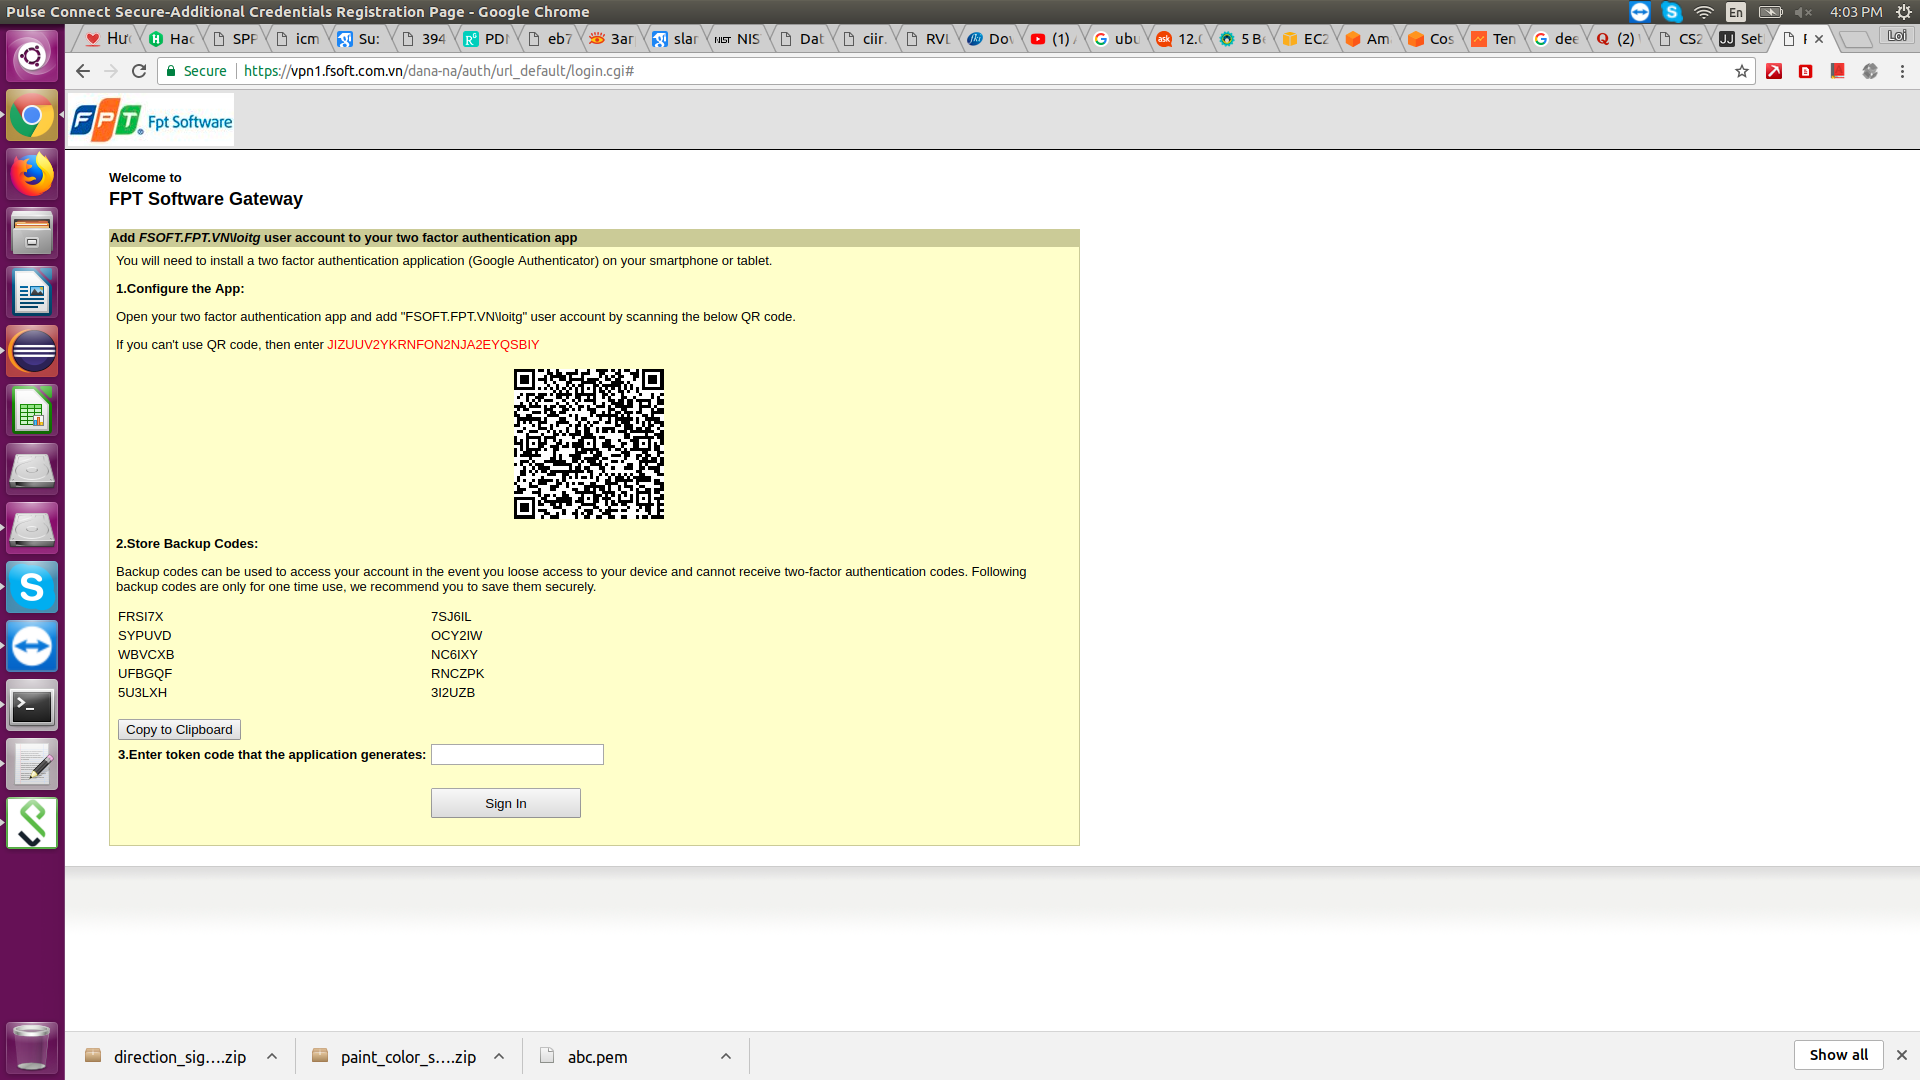 Pulse Connect Secure-Additional Credentials Registration Page - Google Chrome
En
4:03 PM
Hư
Hac
SPP
icm
Su:
394
PDI
eb7
3ar
slar
NIST NIS
Dat
ciir.
RVL
Do
(1)
ubu
ask 12.0
5 Be
EC2
Am
Cos
Ten
dee
(2)
CS2
JJ Set
Loi
Secure
https://vpn1.fsoft.com.vn/dana-na/auth/url_default/login.cgi#
FPT. Fpt Software
Welcome to
FPT Software Gateway
Add FSOFT.FPT.VN\loitg user account to your two factor authentication app
You will need to install a two factor authentication application (Google Authenticator) on your smartphone or tablet.
1.Configure the App:
Open your two factor authentication app and add "FSOFT.FPT.VN\loitg" user account by scanning the below QR code.
If you can't use QR code, then enter JIZUUV2YKRNFON2NJA2EYQSBIY
2.Store Backup Codes:
Backup codes can be used to access your account in the event you loose access to your device and cannot receive two-factor authentication codes. Following
backup codes are only for one time use, we recommend you to save them securely.
FRSI7X 7SJ6IL
SYPUVD OCY2IW
WBVCXB NC6IXY
UFBGQF RNCZPK
5U3LXH 3I2UZB
Copy to Clipboard
3.Enter token code that the application generates:
Sign In
direction_sig....zip
paint_color_s....zip
abc.pem
Show all